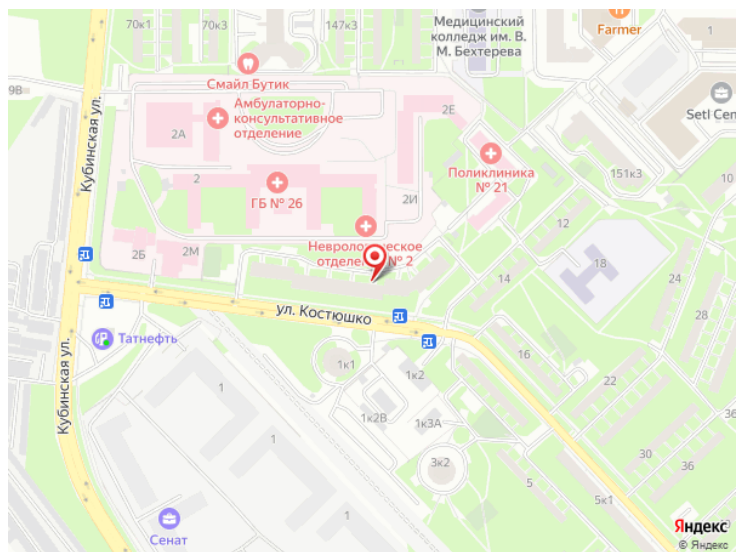 70к1
70к3
Медицинский
колледж им. В.
М. Бехтерева
Farmer
1
9В
Кубинская ул.
Смайл Бутик
Амбулаторно-
консультативное
отделение
2А
2Е
Setl Cen
Поликлиника
№ 21
151к3
10
2
ГБ № 26
2И
12
Неврологическое
отделение № 2
2Б
2М
18
14
24
28
ул. Костюшко
Татнефть
Кубинская ул.
1к1
1к2
16
22
36
1к2В
1к3А
1
30
3к2
36
5
5к1
1
1
Сенат
Яндекс
© Яндекс